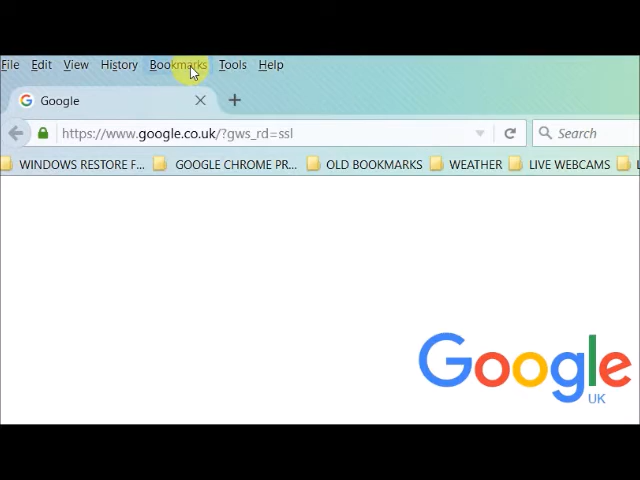 File Edit View History Bookmarks Tools Help
Google
https://www.google.co.uk/?gws_rd=ssl Search
WINDOWS RESTORE F... GOOGLE CHROME PR... OLD BOOKMARKS WEATHER LIVE WEBCAMS
Google
UK